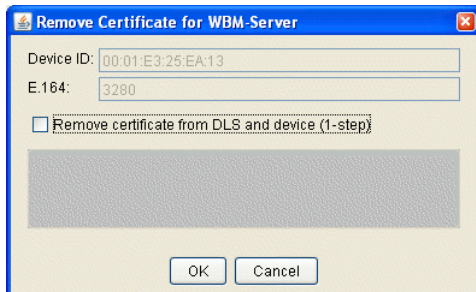 Remove Certificate for WBM-Server
Device ID: 00:01:E3:25:EA:13
E.164: 3280
Remove certificate from DLS and device (1-step)
OK Cancel